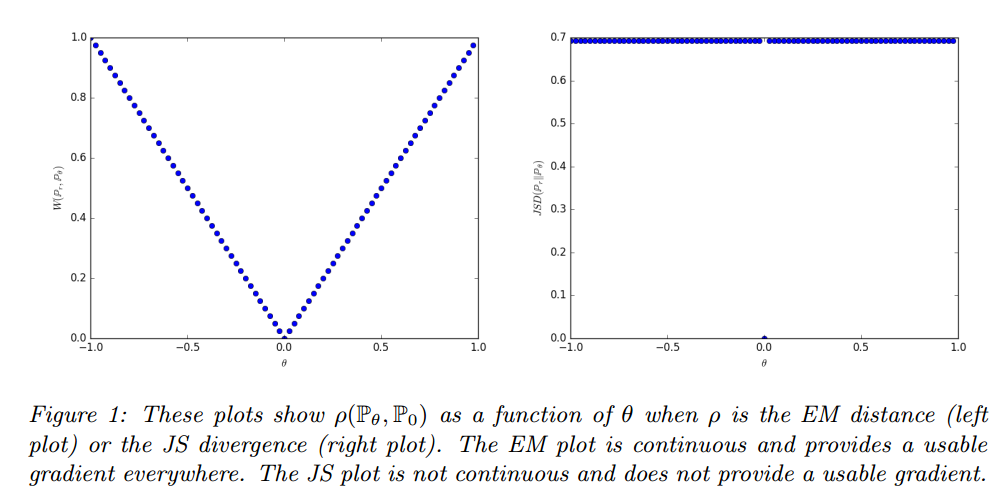 1.0
0.8
0.6
0.4
0.2
0.0
W(ℙr, ℙθ)
−1.0 −0.5 0.0 0.5 1.0
θ
0.7
0.6
0.5
0.4
0.3
0.2
0.1
0.0
JSD(ℙr‖ℙθ)
−1.0 −0.5 0.0 0.5 1.0
θ
Figure 1: These plots show ρ(ℙθ, ℙ0) as a function of θ when ρ is the EM distance (left
plot) or the JS divergence (right plot). The EM plot is continuous and provides a usable
gradient everywhere. The JS plot is not continuous and does not provide a usable gradient.